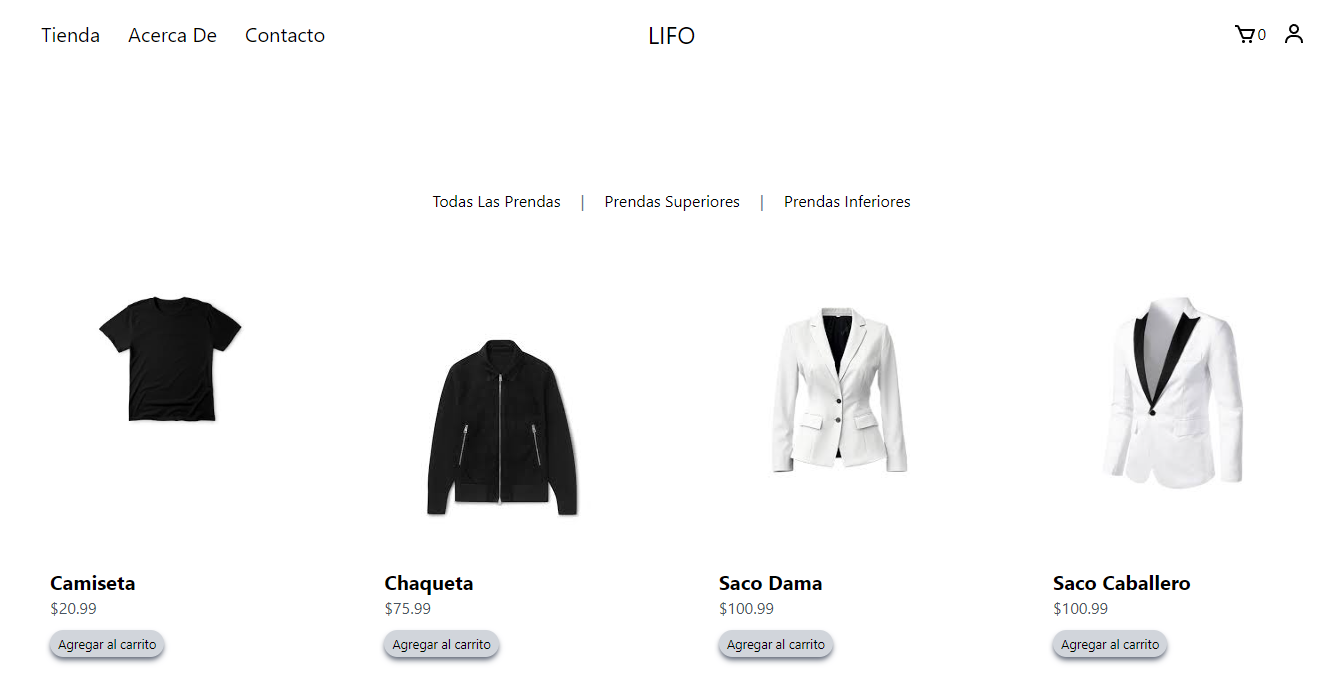 Tienda Acerca De Contacto LIFO 0
Todas Las Prendas | Prendas Superiores | Prendas Inferiores
Camiseta Chaqueta Saco Dama Saco Caballero
$20.99 $75.99 $100.99 $100.99
Agregar al carrito Agregar al carrito Agregar al carrito Agregar al carrito